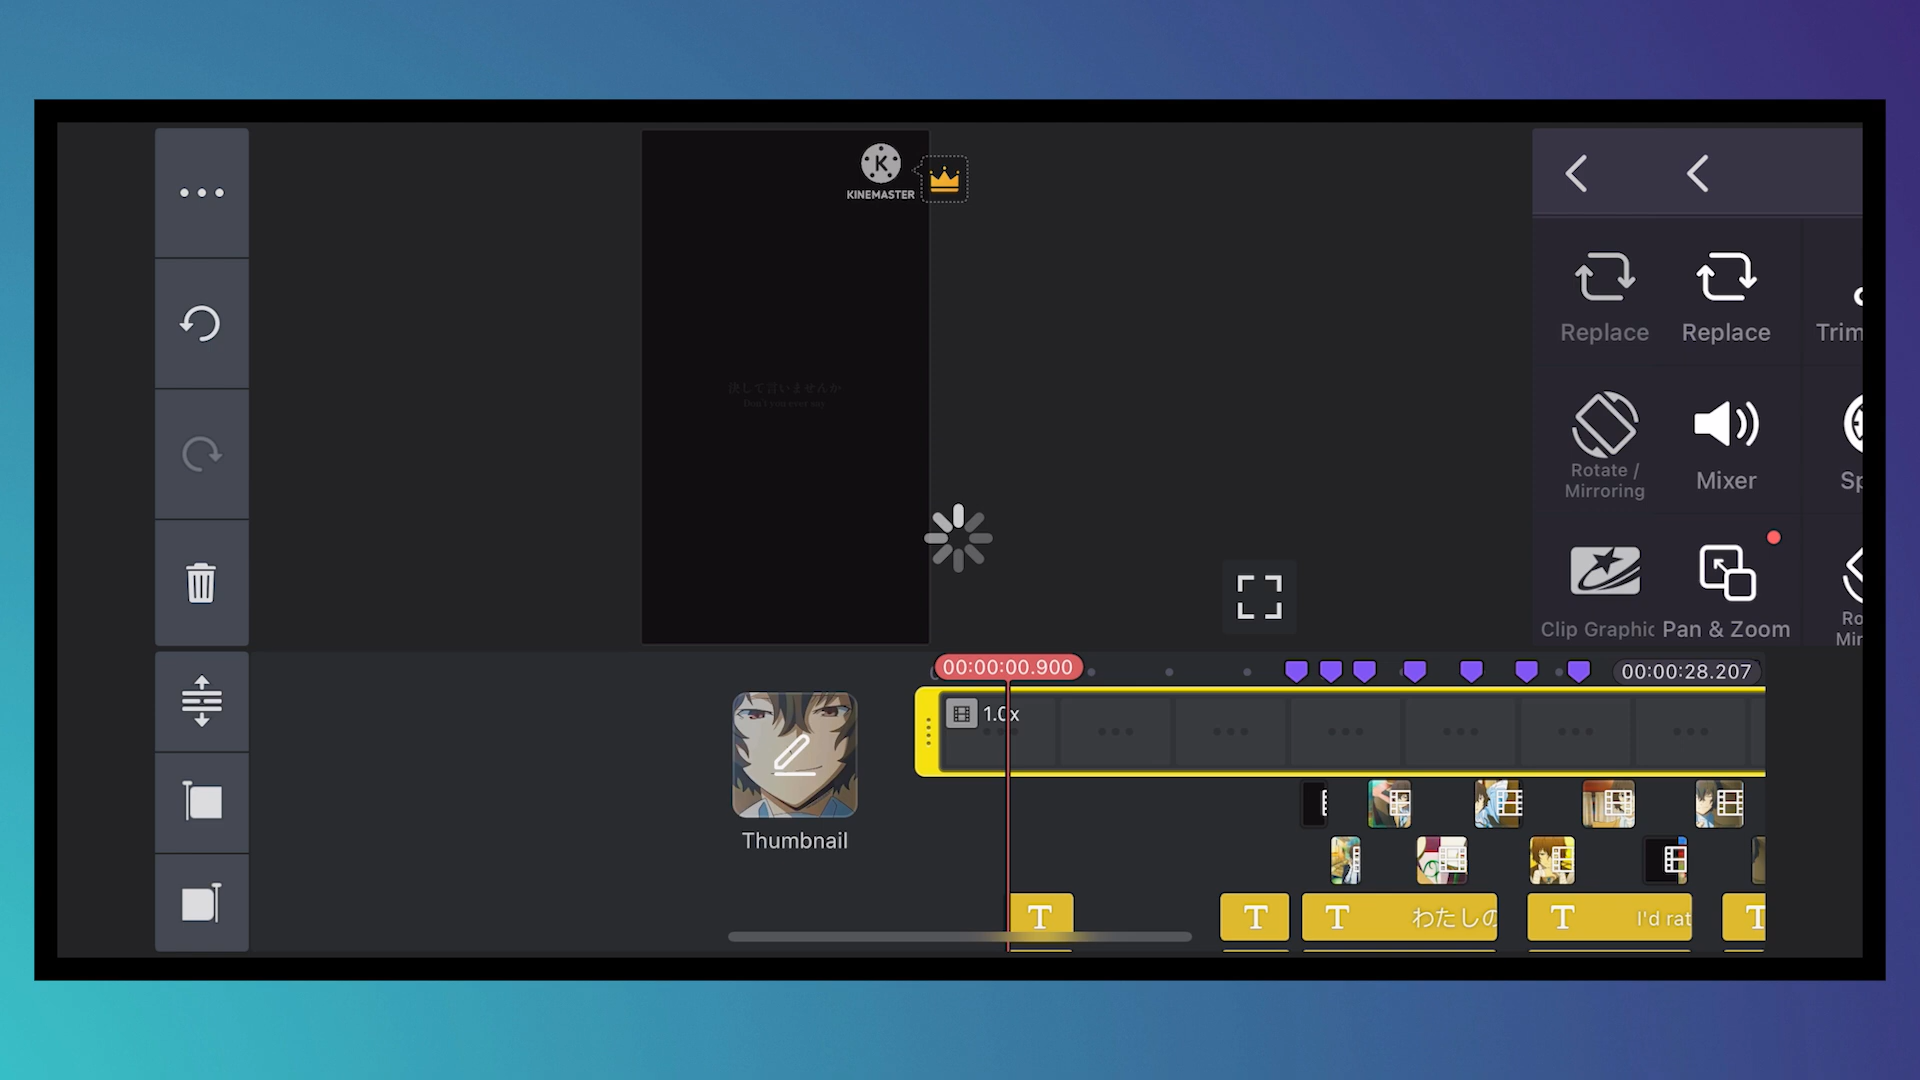 KINEMASTER
決して言いませんか
Don't you ever say
Replace
Replace
Trim
Rotate /
Mirroring
Mixer
Sp
Clip Graphic
Pan & Zoom
Ro
Mir
00:00:00.900
00:00:28.207
1.0x
Thumbnail
T
T
T
わたしの
T
I'd rat
T